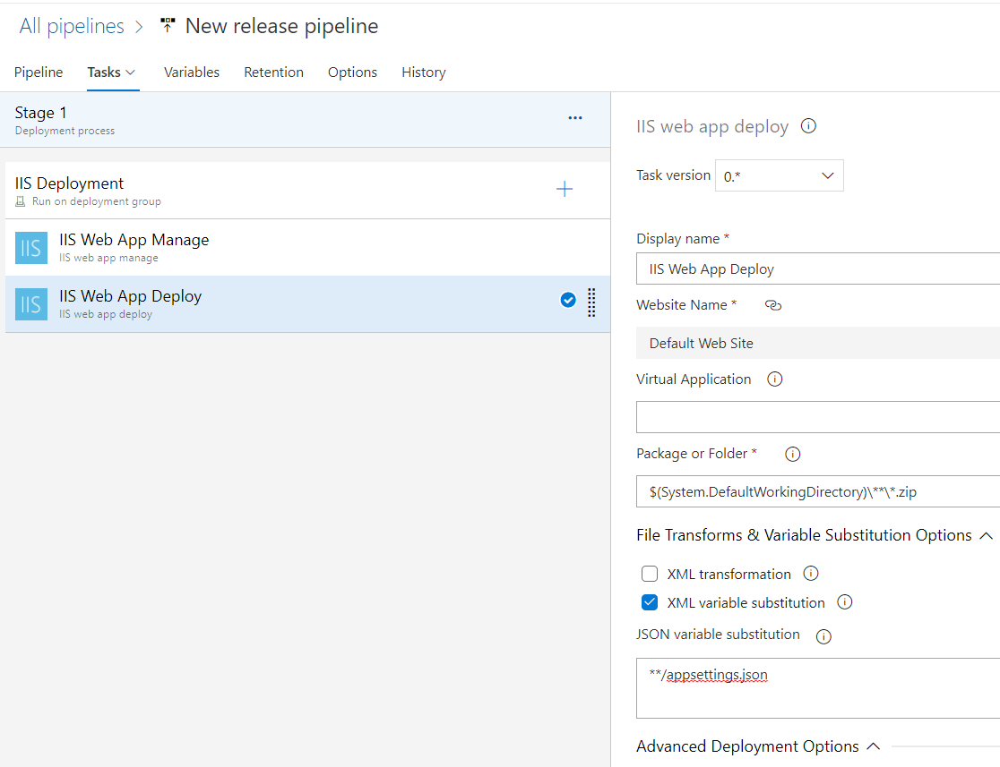 All pipelines > New release pipeline
Pipeline Tasks Variables Retention Options History
Stage 1
Deployment process
IIS Deployment
Run on deployment group
IIS IIS Web App Manage
IIS web app manage
IIS IIS Web App Deploy
IIS web app deploy
IIS web app deploy
Task version 0.*
Display name *
IIS Web App Deploy
Website Name *
Default Web Site
Virtual Application
Package or Folder *
$(System.DefaultWorkingDirectory)\**\*.zip
File Transforms & Variable Substitution Options
XML transformation
XML variable substitution
JSON variable substitution
**/appsettings.json
Advanced Deployment Options